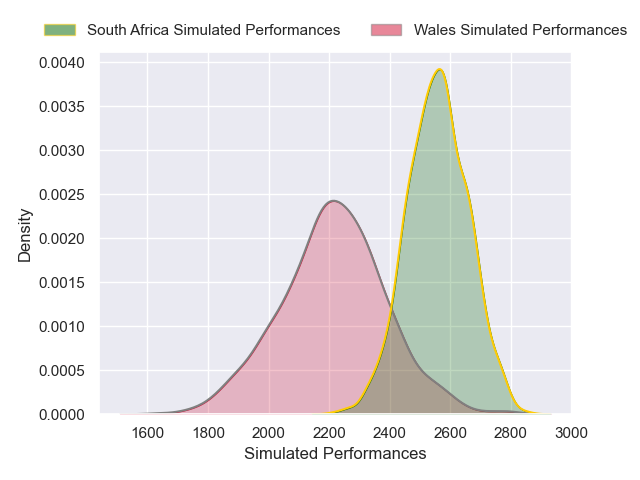 South Africa Simulated Performances Wales Simulated Performances
0.0040
0.0035
0.0030
0.0025
0.0020
0.0015
0.0010
0.0005
0.0000
Density
1600 1800 2000 2200 2400 2600 2800 3000
Simulated Performances